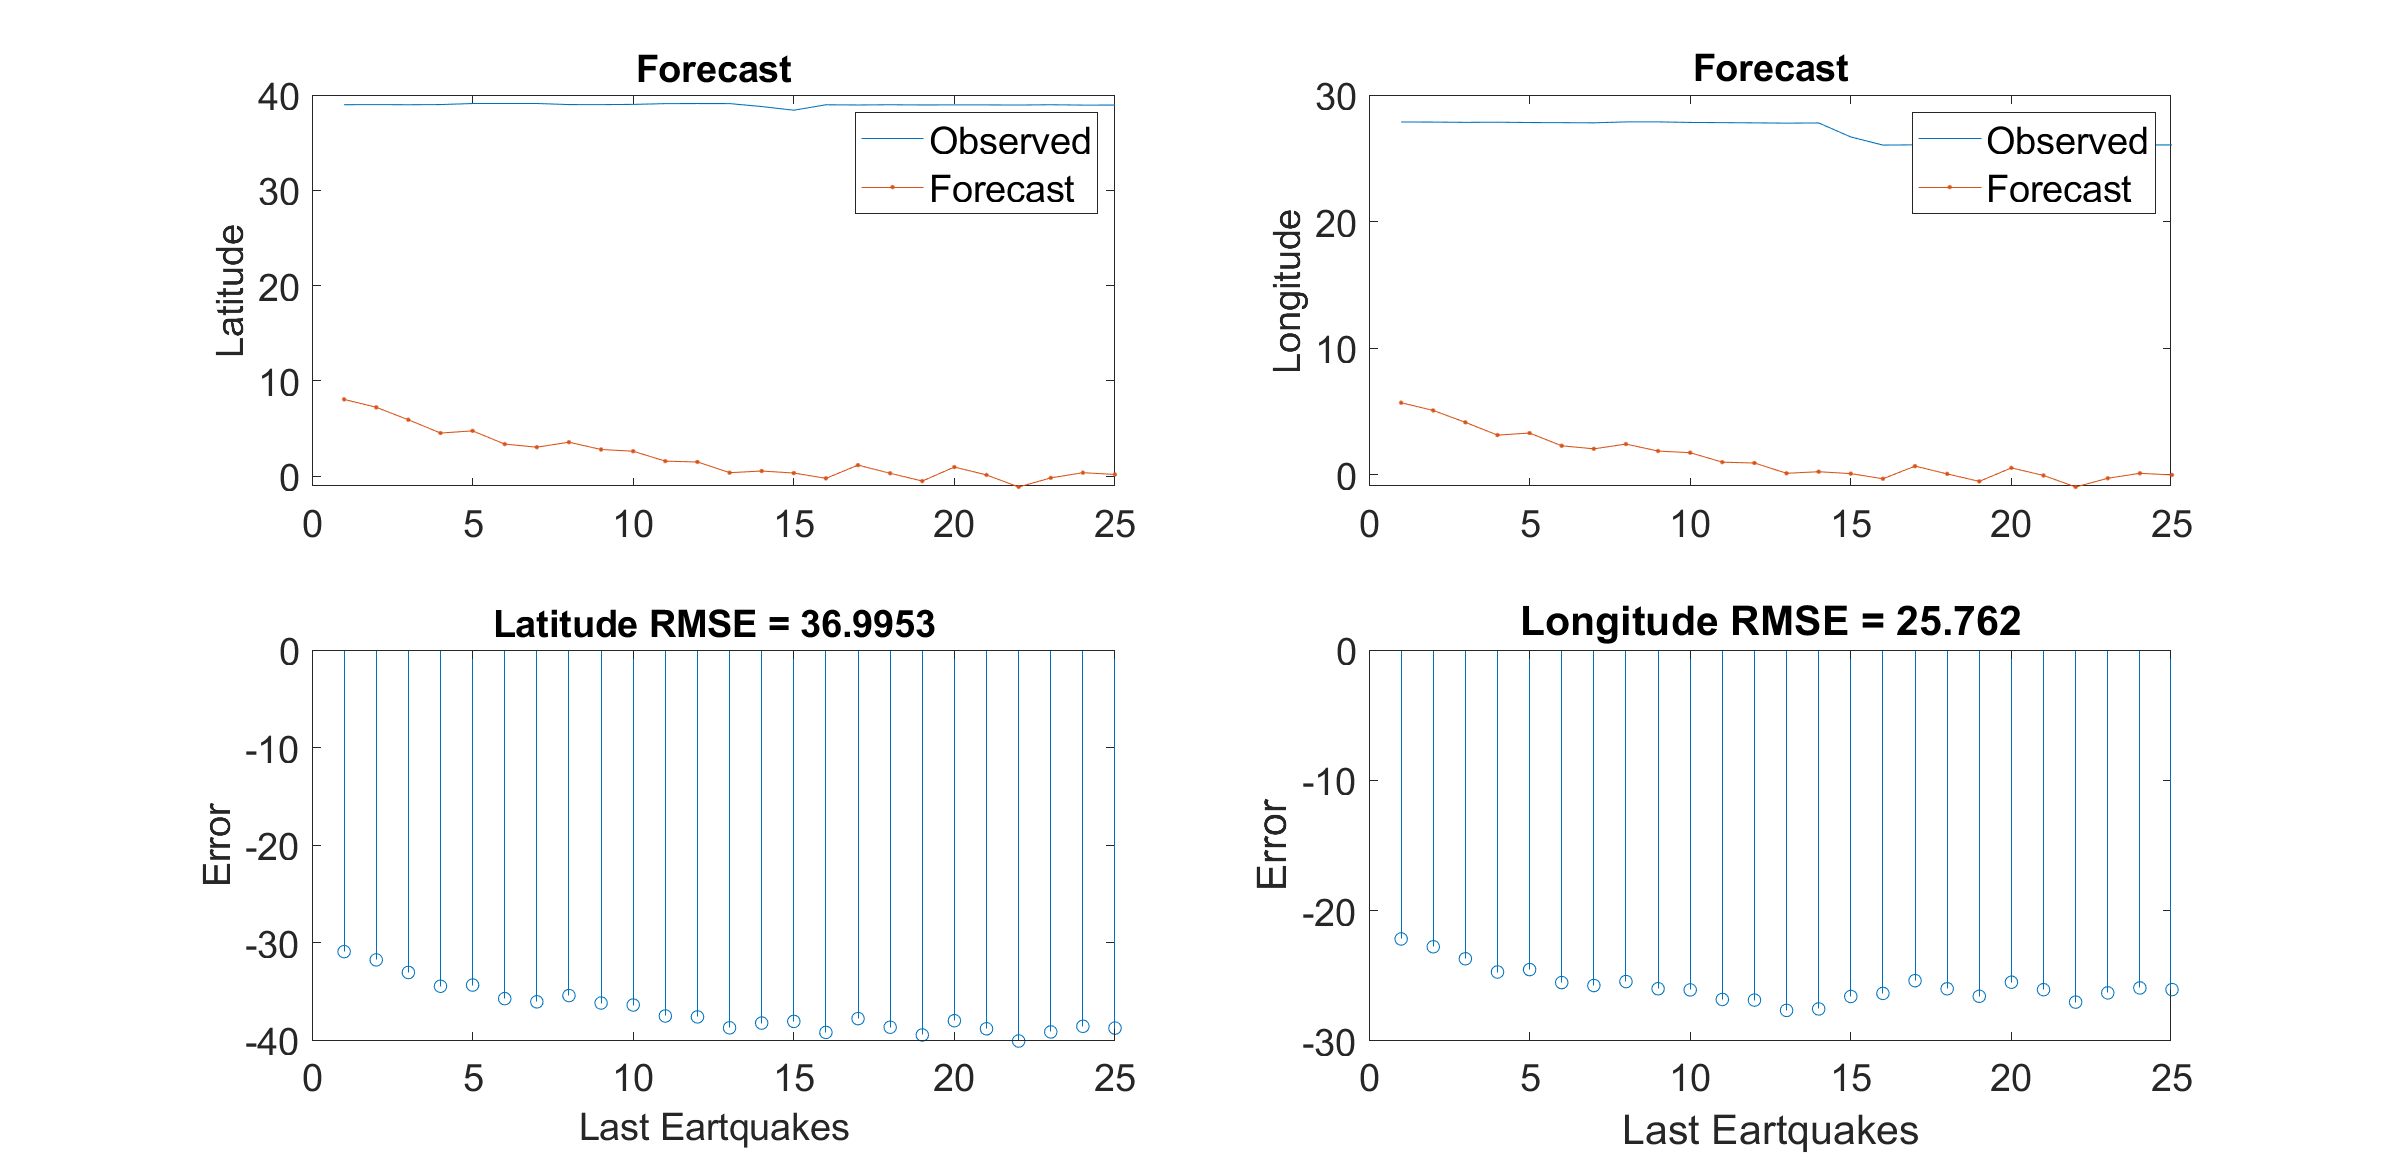 Forecast
40
30
20
10
0
Latitude
Observed
Forecast
0 5 10 15 20 25
Forecast
30
20
10
0
Longitude
Observed
Forecast
0 5 10 15 20 25
Latitude RMSE = 36.9953
0
-10
-20
-30
-40
Error
0 5 10 15 20 25
Last Eartquakes
Longitude RMSE = 25.762
0
-10
-20
-30
Error
0 5 10 15 20 25
Last Eartquakes